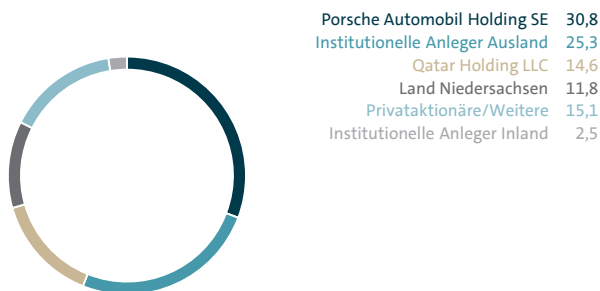 Porsche Automobil Holding SE 30,8
Institutionelle Anleger Ausland 25,3
Qatar Holding LLC 14,6
Land Niedersachsen 11,8
Privataktionäre/Weitere 15,1
Institutionelle Anleger Inland 2,5